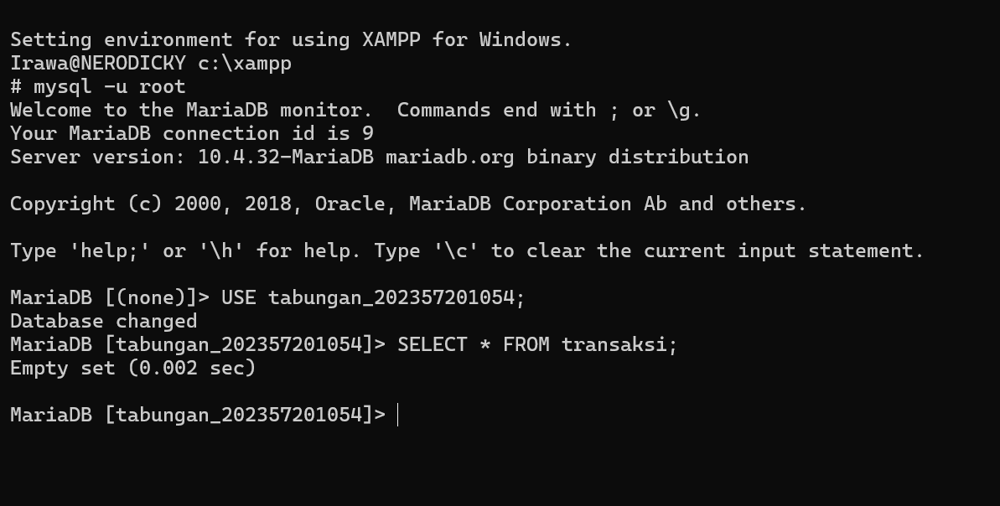 Setting environment for using XAMPP for Windows.
Irawa@NERODICKY c:\xampp
# mysql -u root
Welcome to the MariaDB monitor.  Commands end with ; or \g.
Your MariaDB connection id is 9
Server version: 10.4.32-MariaDB mariadb.org binary distribution
Copyright (c) 2000, 2018, Oracle, MariaDB Corporation Ab and others.
Type 'help;' or '\h' for help. Type '\c' to clear the current input statement.
MariaDB [(none)]> USE tabungan_202357201054;
Database changed
MariaDB [tabungan_202357201054]> SELECT * FROM transaksi;
Empty set (0.002 sec)
MariaDB [tabungan_202357201054]>